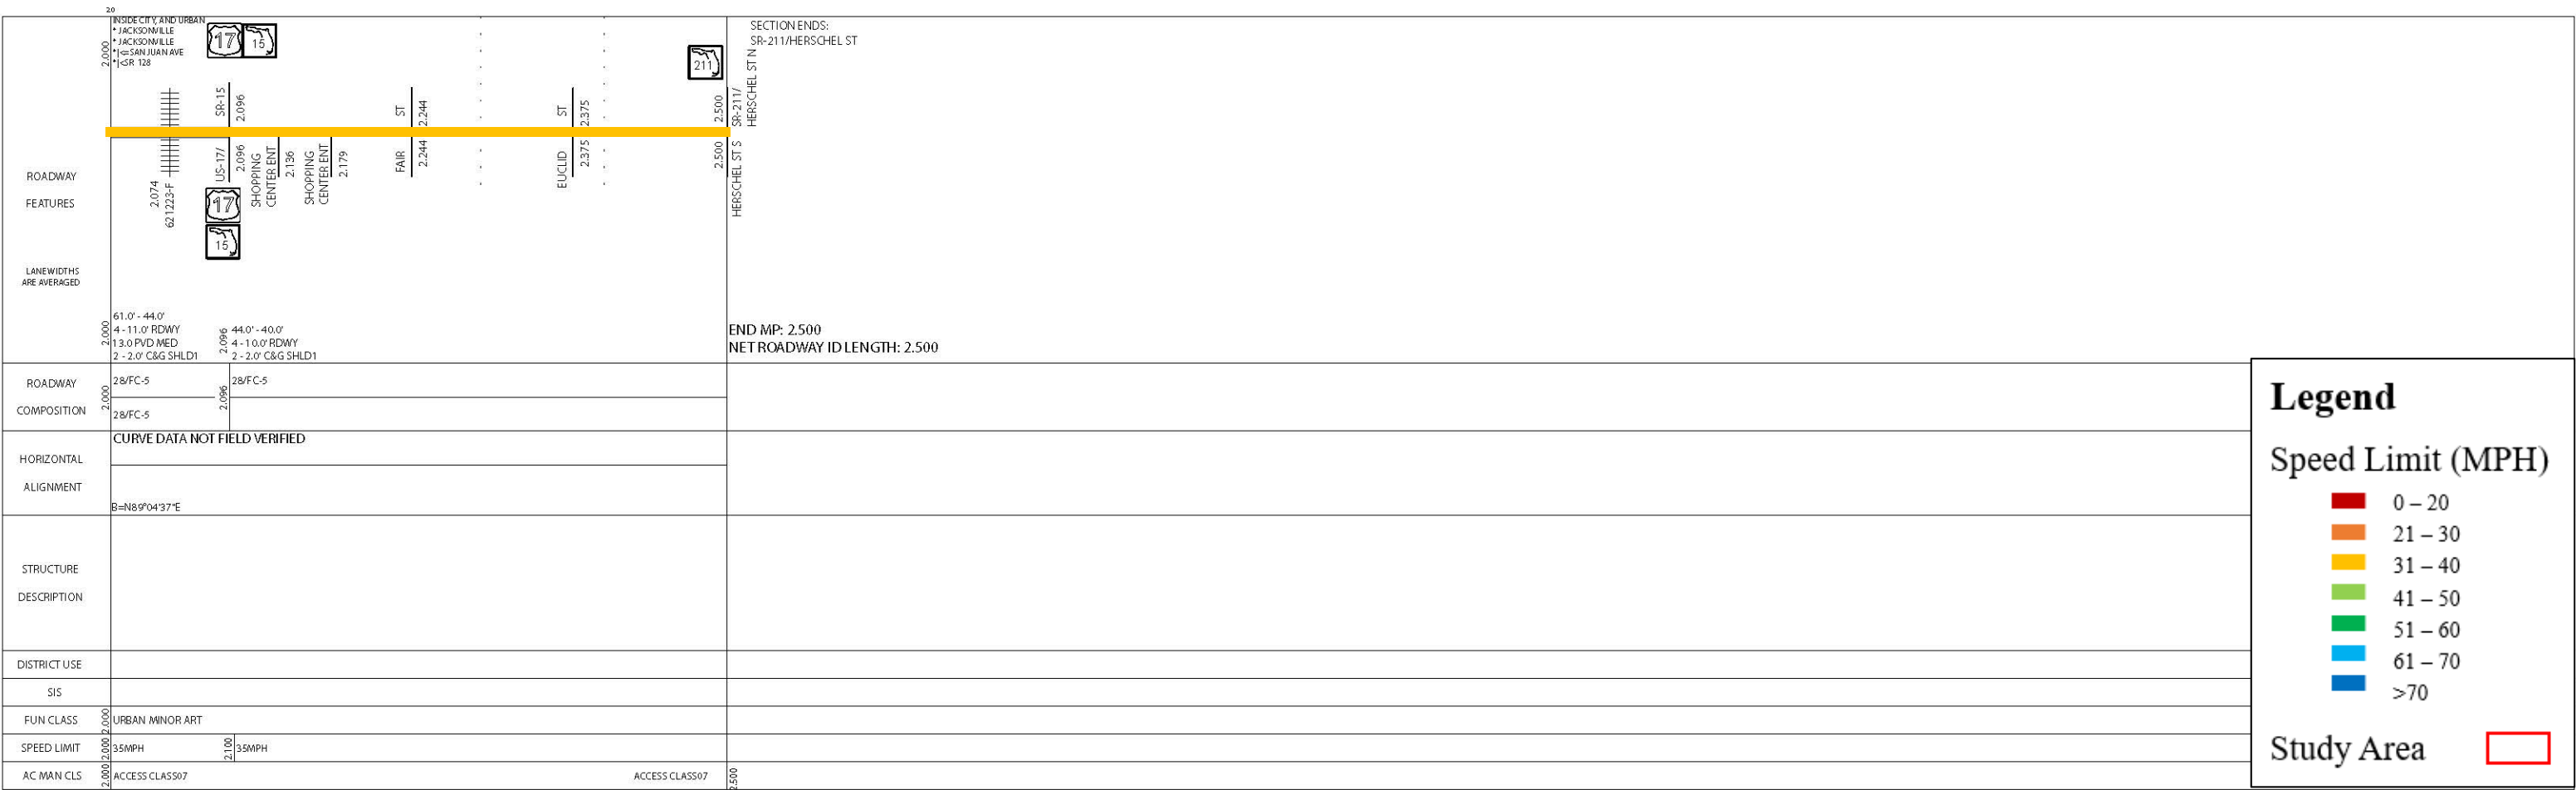 2.0
INSIDE CITY, AND URBAN
* JACKSONVILLE
* JACKSONVILLE
*|<=SAN JUAN AVE
*|<SR 128
2.000
17
15
211
SECTION ENDS:
SR-211/HERSCHEL ST
SR-15
2.096
ST
2.244
ST
2.375
2.500
SR-211/
HERSCHEL ST N
ROADWAY
FEATURES
2.074
621223-F
US-17/
2.096
SHOPPING
CENTER ENT
2.136
SHOPPING
CENTER ENT
2.179
FAIR
2.244
EUCLID
2.375
2.500
HERSCHEL ST S
17
15
LANEWIDTHS
ARE AVERAGED
2.000
61.0' - 44.0'
4 - 11.0' RDWY
13.0 PVD MED
2 - 2.0' C&G SHLD1
2.096
44.0' - 40.0'
4 - 10.0' RDWY
2 - 2.0' C&G SHLD1
END MP: 2.500
NET ROADWAY ID LENGTH: 2.500
ROADWAY
COMPOSITION
2.000
28/FC-5
28/FC-5
2.096
28/FC-5
HORIZONTAL
ALIGNMENT
CURVE DATA NOT FIELD VERIFIED
B=N89°04'37"E
STRUCTURE
DESCRIPTION
DISTRICT USE
SIS
FUN CLASS 2.000 URBAN MINOR ART
SPEED LIMIT 2.000 35MPH 2.100 35MPH
AC MAN CLS 2.000 ACCESS CLASS07 ACCESS CLASS07 2.500
Legend
Speed Limit (MPH)
0 – 20
21 – 30
31 – 40
41 – 50
51 – 60
61 – 70
>70
Study Area